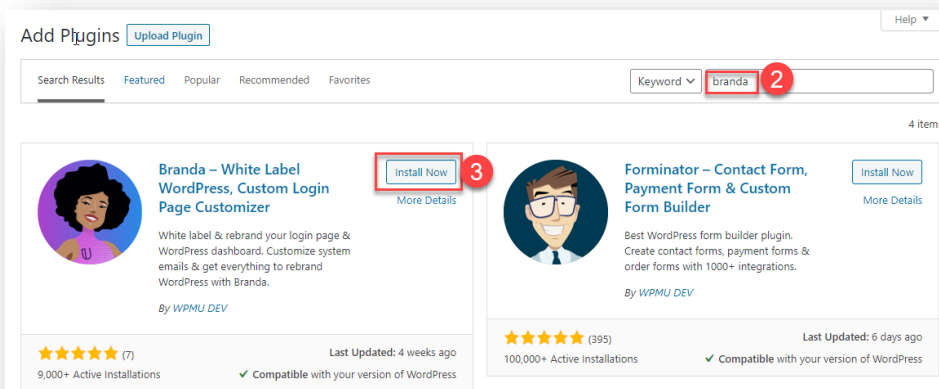 Help ▼
Add Plugins Upload Plugin
Search Results Featured Popular Recommended Favorites Keyword branda 2
4 items
Branda – White Label
WordPress, Custom Login
Page Customizer
Install Now 3
More Details
White label & rebrand your login page &
WordPress dashboard. Customize system
emails & get everything to rebrand
WordPress with Branda.
By WPMU DEV
(7)
9,000+ Active Installations
Last Updated: 4 weeks ago
✓ Compatible with your version of WordPress
Forminator – Contact Form,
Payment Form & Custom
Form Builder
Install Now
More Details
Best WordPress form builder plugin.
Create contact forms, payment forms &
order forms with 1000+ integrations.
By WPMU DEV
(395)
100,000+ Active Installations
Last Updated: 6 days ago
✓ Compatible with your version of WordPress